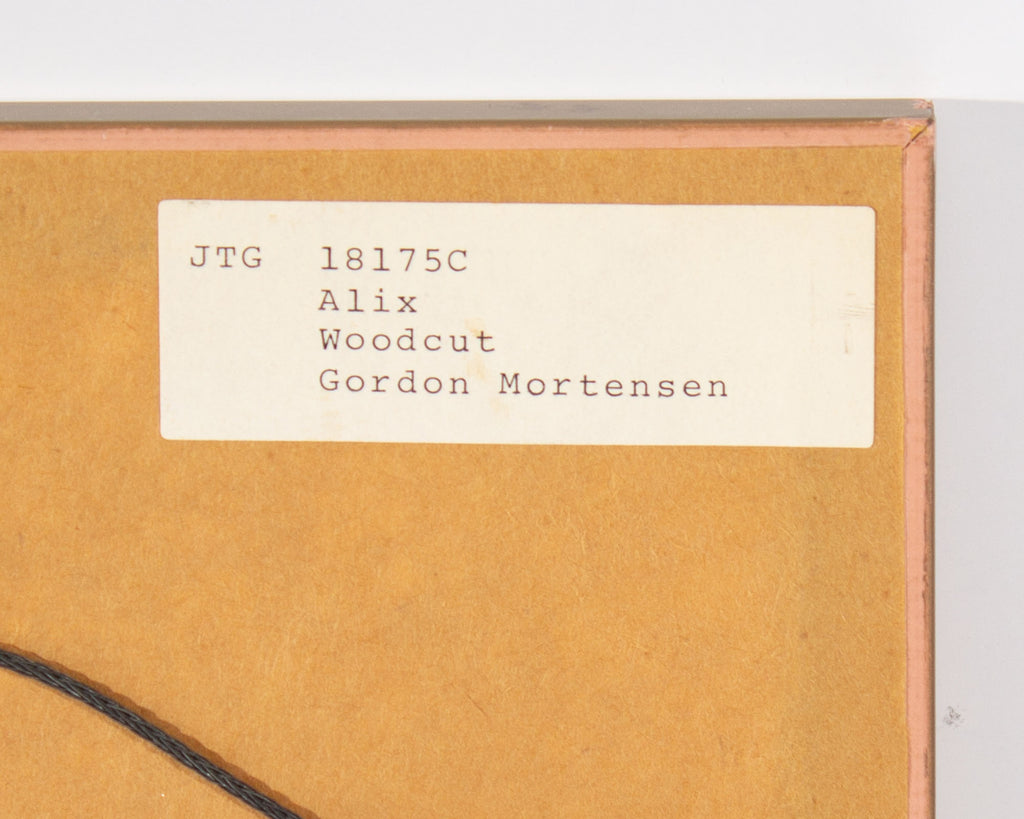 JTG 18175C
Alix
Woodcut
Gordon Mortensen